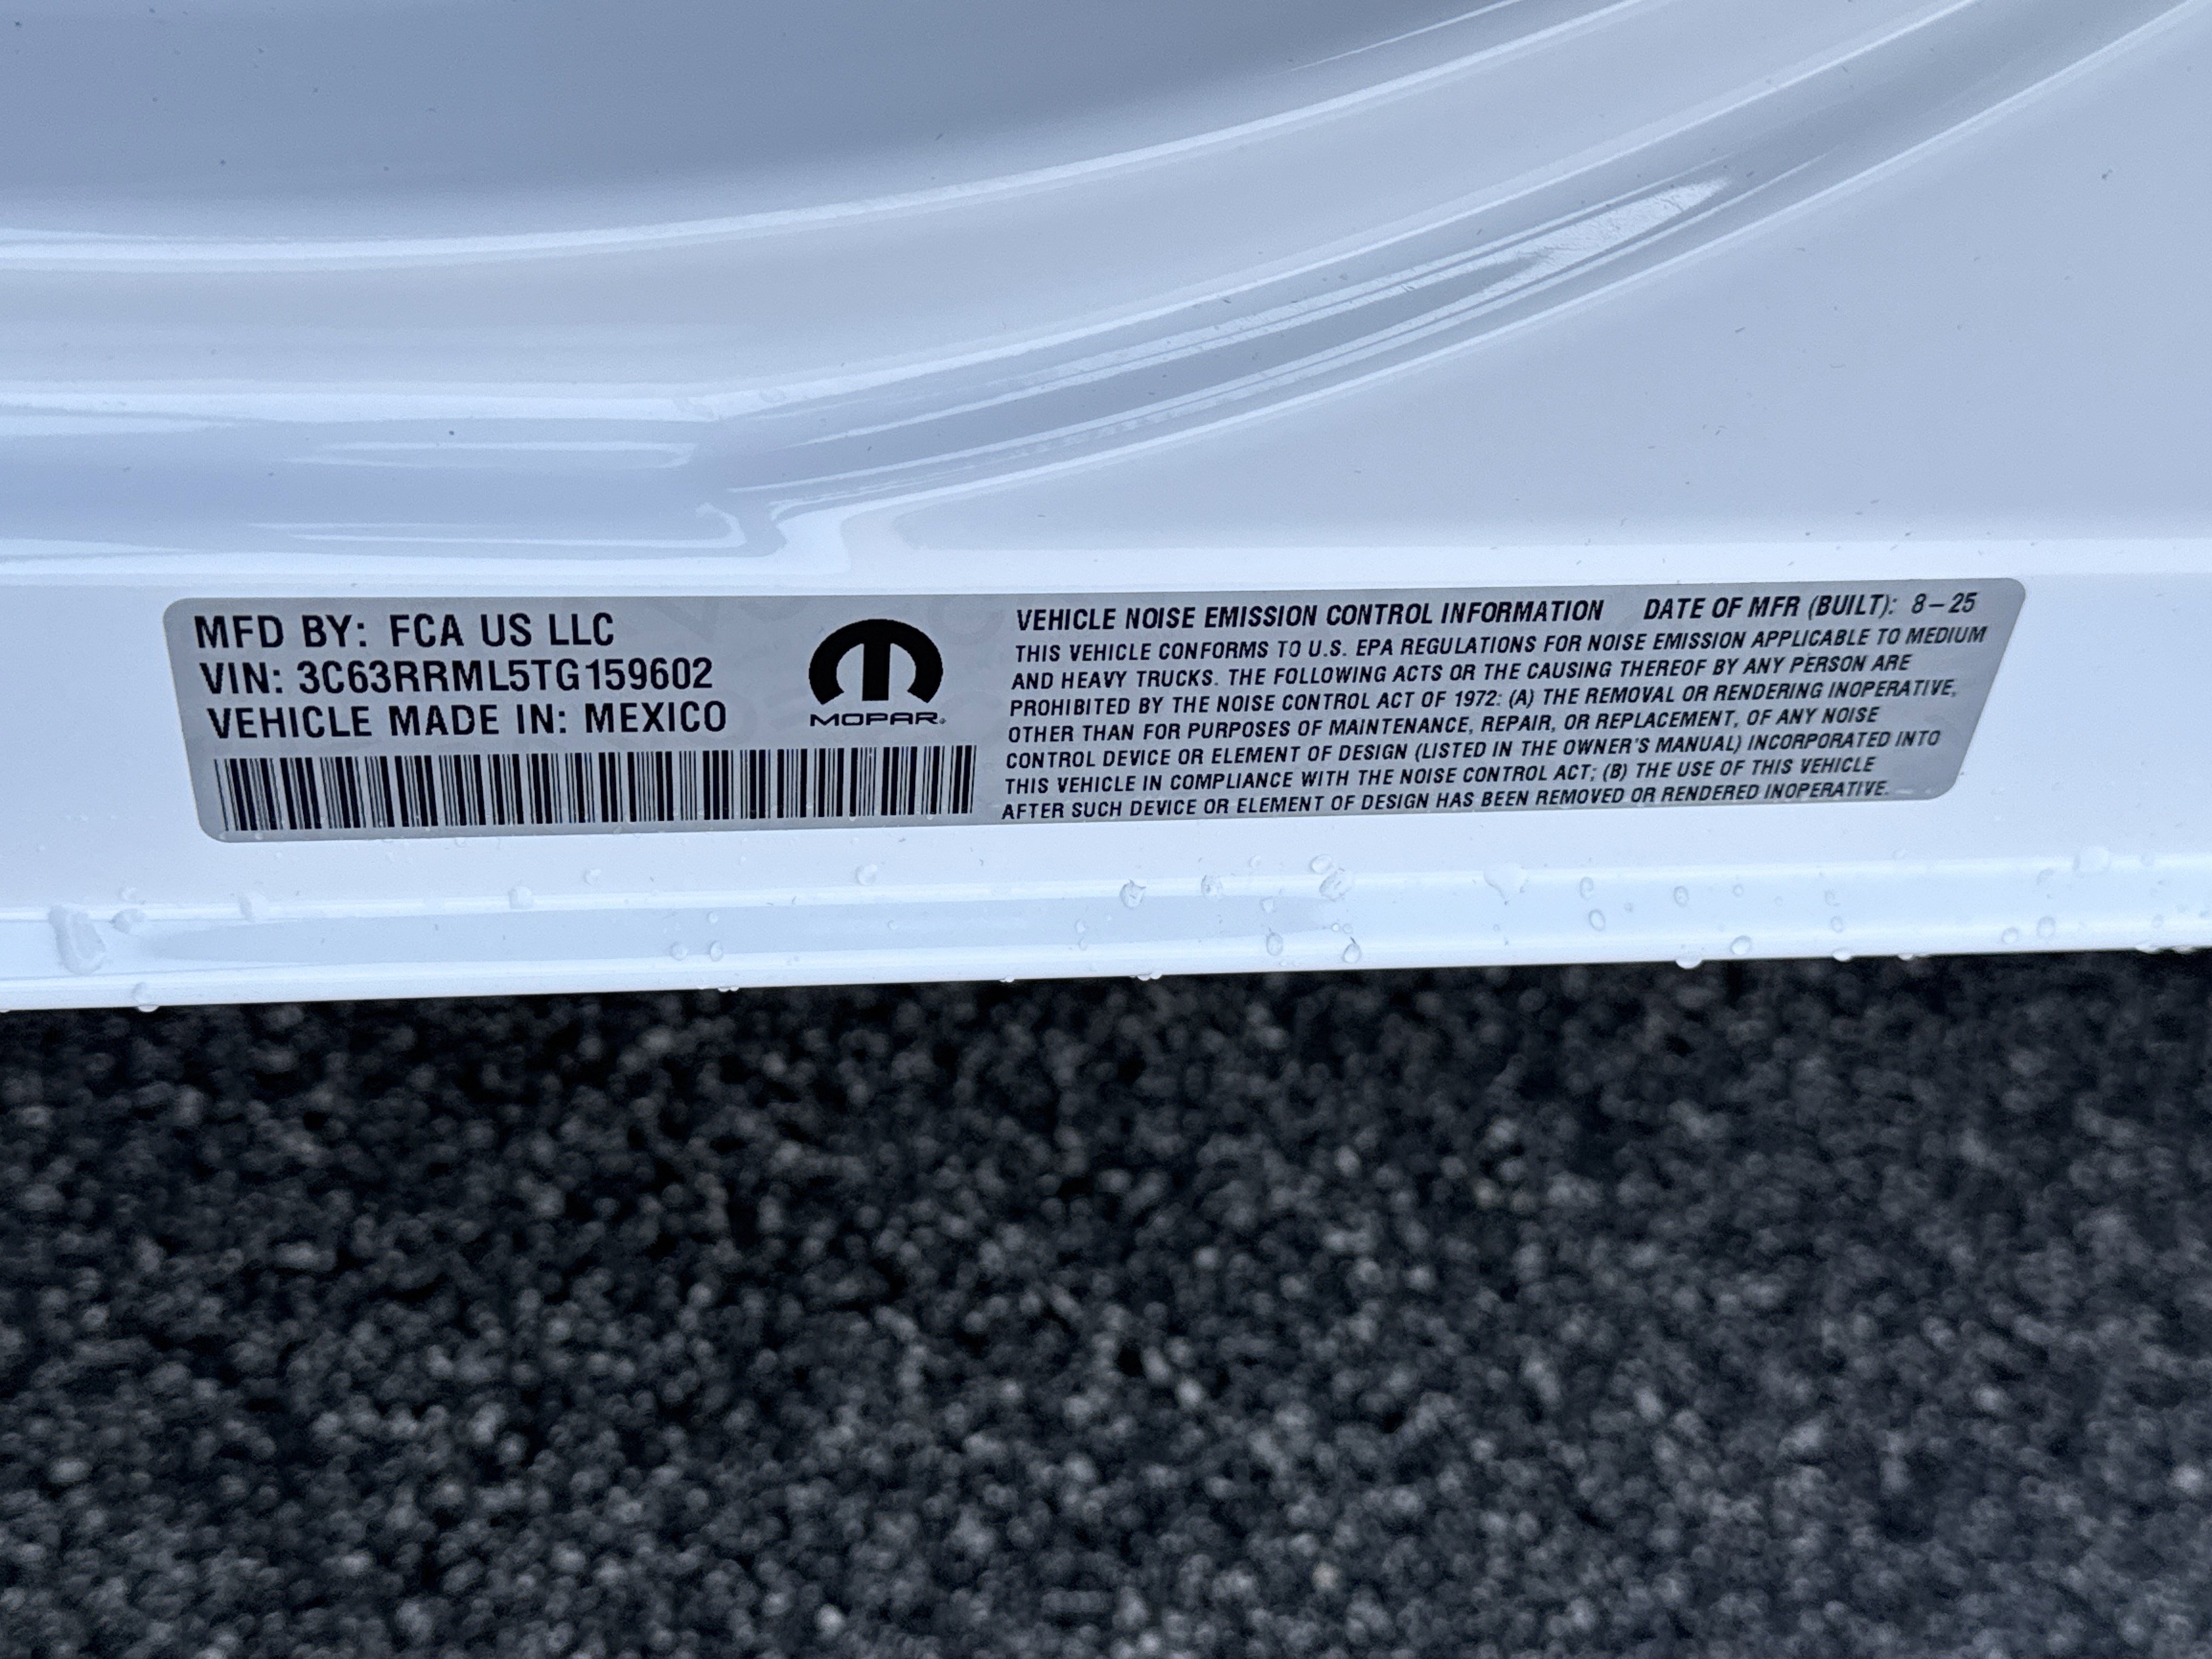 MFD BY: FCA US LLC
VIN: 3C63RRML5TG159602
VEHICLE MADE IN: MEXICO
MOPAR®
VEHICLE NOISE EMISSION CONTROL INFORMATION DATE OF MFR (BUILT): 8-25
THIS VEHICLE CONFORMS TO U.S. EPA REGULATIONS FOR NOISE EMISSION APPLICABLE TO MEDIUM
AND HEAVY TRUCKS. THE FOLLOWING ACTS OR THE CAUSING THEREOF BY ANY PERSON ARE
PROHIBITED BY THE NOISE CONTROL ACT OF 1972: (A) THE REMOVAL OR RENDERING INOPERATIVE,
OTHER THAN FOR PURPOSES OF MAINTENANCE, REPAIR, OR REPLACEMENT, OF ANY NOISE
CONTROL DEVICE OR ELEMENT OF DESIGN (LISTED IN THE OWNER'S MANUAL) INCORPORATED INTO
THIS VEHICLE IN COMPLIANCE WITH THE NOISE CONTROL ACT; (B) THE USE OF THIS VEHICLE
AFTER SUCH DEVICE OR ELEMENT OF DESIGN HAS BEEN REMOVED OR RENDERED INOPERATIVE.